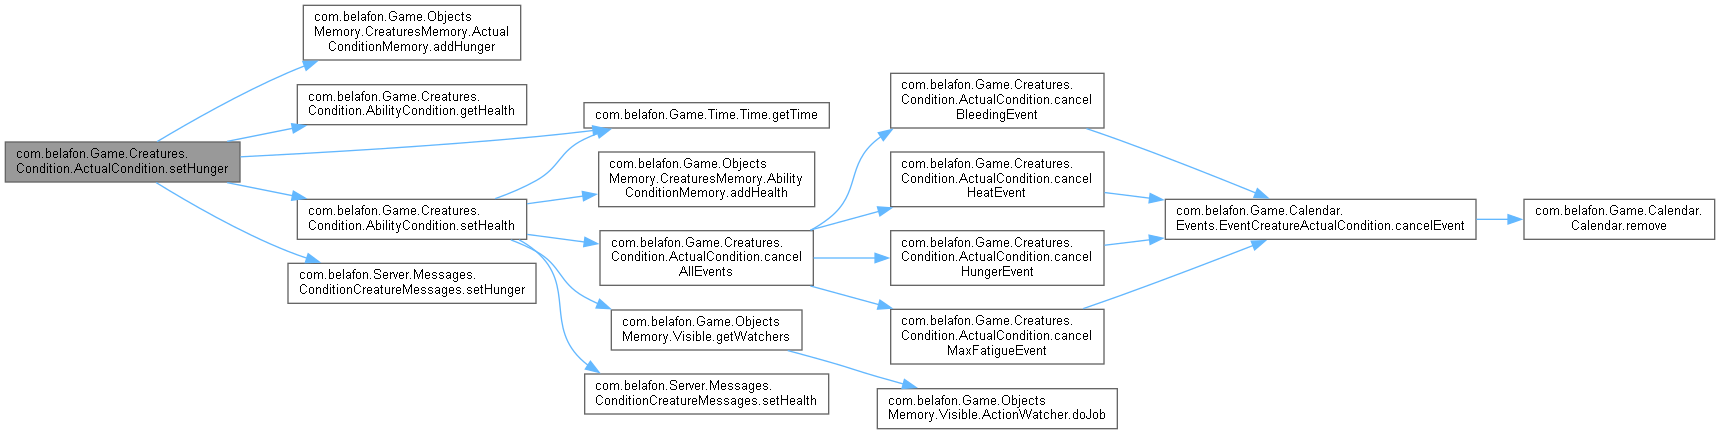 com.belafon.Game.Creatures.
Condition.ActualCondition.setHunger
com.belafon.Game.Objects
Memory.CreaturesMemory.Actual
ConditionMemory.addHunger
com.belafon.Game.Creatures.
Condition.AbilityCondition.getHealth
com.belafon.Game.Creatures.
Condition.AbilityCondition.setHealth
com.belafon.Server.Messages.
ConditionCreatureMessages.setHunger
com.belafon.Game.Time.Time.getTime
com.belafon.Game.Objects
Memory.CreaturesMemory.Ability
ConditionMemory.addHealth
com.belafon.Game.Creatures.
Condition.ActualCondition.cancel
AllEvents
com.belafon.Game.Objects
Memory.Visible.getWatchers
com.belafon.Server.Messages.
ConditionCreatureMessages.setHealth
com.belafon.Game.Creatures.
Condition.ActualCondition.cancel
BleedingEvent
com.belafon.Game.Creatures.
Condition.ActualCondition.cancel
HeatEvent
com.belafon.Game.Creatures.
Condition.ActualCondition.cancel
HungerEvent
com.belafon.Game.Creatures.
Condition.ActualCondition.cancel
MaxFatigueEvent
com.belafon.Game.Objects
Memory.Visible.ActionWatcher.doJob
com.belafon.Game.Calendar.
Events.EventCreatureActualCondition.cancelEvent
com.belafon.Game.Calendar.
Calendar.remove